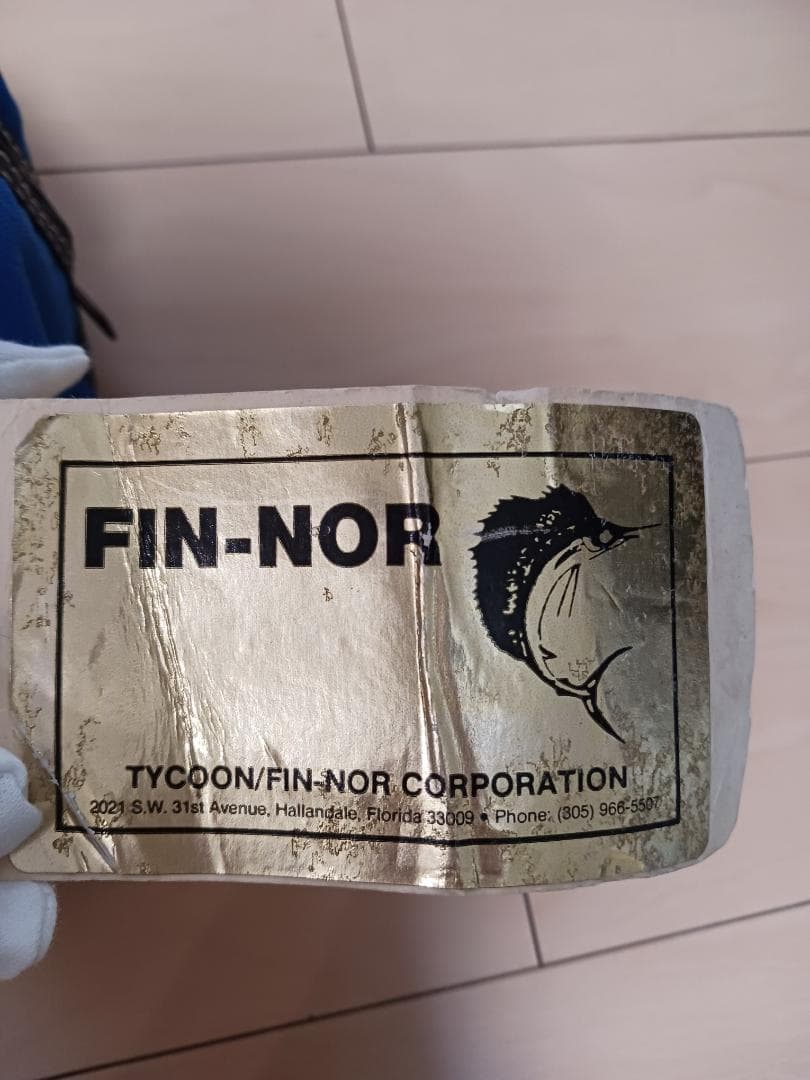 FIN-NOR
TYCOON/FIN-NOR CORPORATION
2021 S.W. 31st Avenue, Hallandale, Florida 33009 • Phone: (305) 966-5507